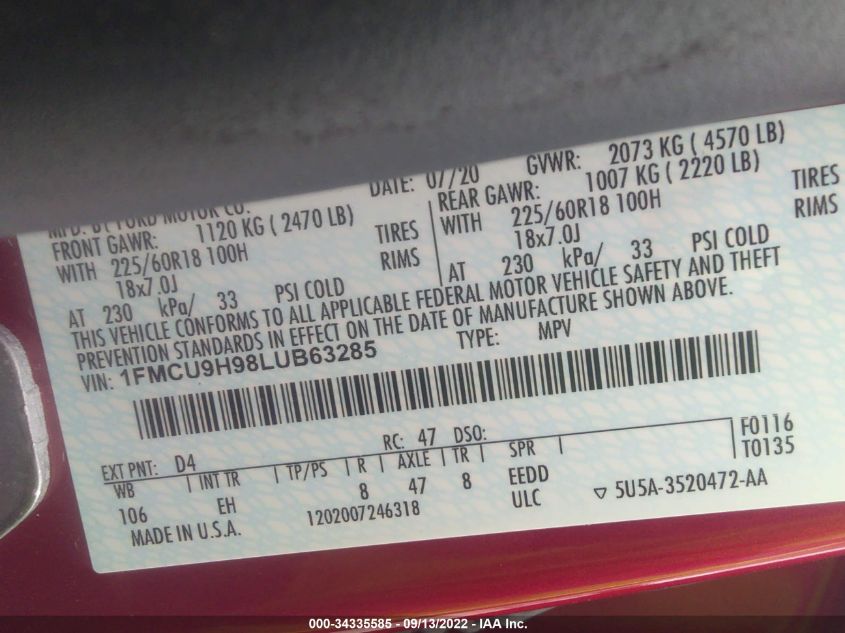 MFD. BY FORD MOTOR CO.
DATE: 07/20
GVWR: 2073 KG ( 4570 LB)
FRONT GAWR: 1120 KG ( 2470 LB)
REAR GAWR: 1007 KG ( 2220 LB)
WITH 225/60R18 100H TIRES
WITH 225/60R18 100H TIRES
18x7.0J RIMS
18x7.0J RIMS
AT 230 kPa/ 33 PSI COLD
AT 230 kPa/ 33 PSI COLD
THIS VEHICLE CONFORMS TO ALL APPLICABLE FEDERAL MOTOR VEHICLE SAFETY AND THEFT
PREVENTION STANDARDS IN EFFECT ON THE DATE OF MANUFACTURE SHOWN ABOVE.
VIN: 1FMCU9H98LUB63285
TYPE: MPV
EXT PNT: D4 RC: 47 DSO: F0116
T0135
WB INT TR TP/PS R AXLE TR SPR
106 EH 8 47 8 EEDD
MADE IN U.S.A. 1202007246318 ULC ▽ 5U5A-3520472-AA
000-34335585 - 09/13/2022 - IAA Inc.